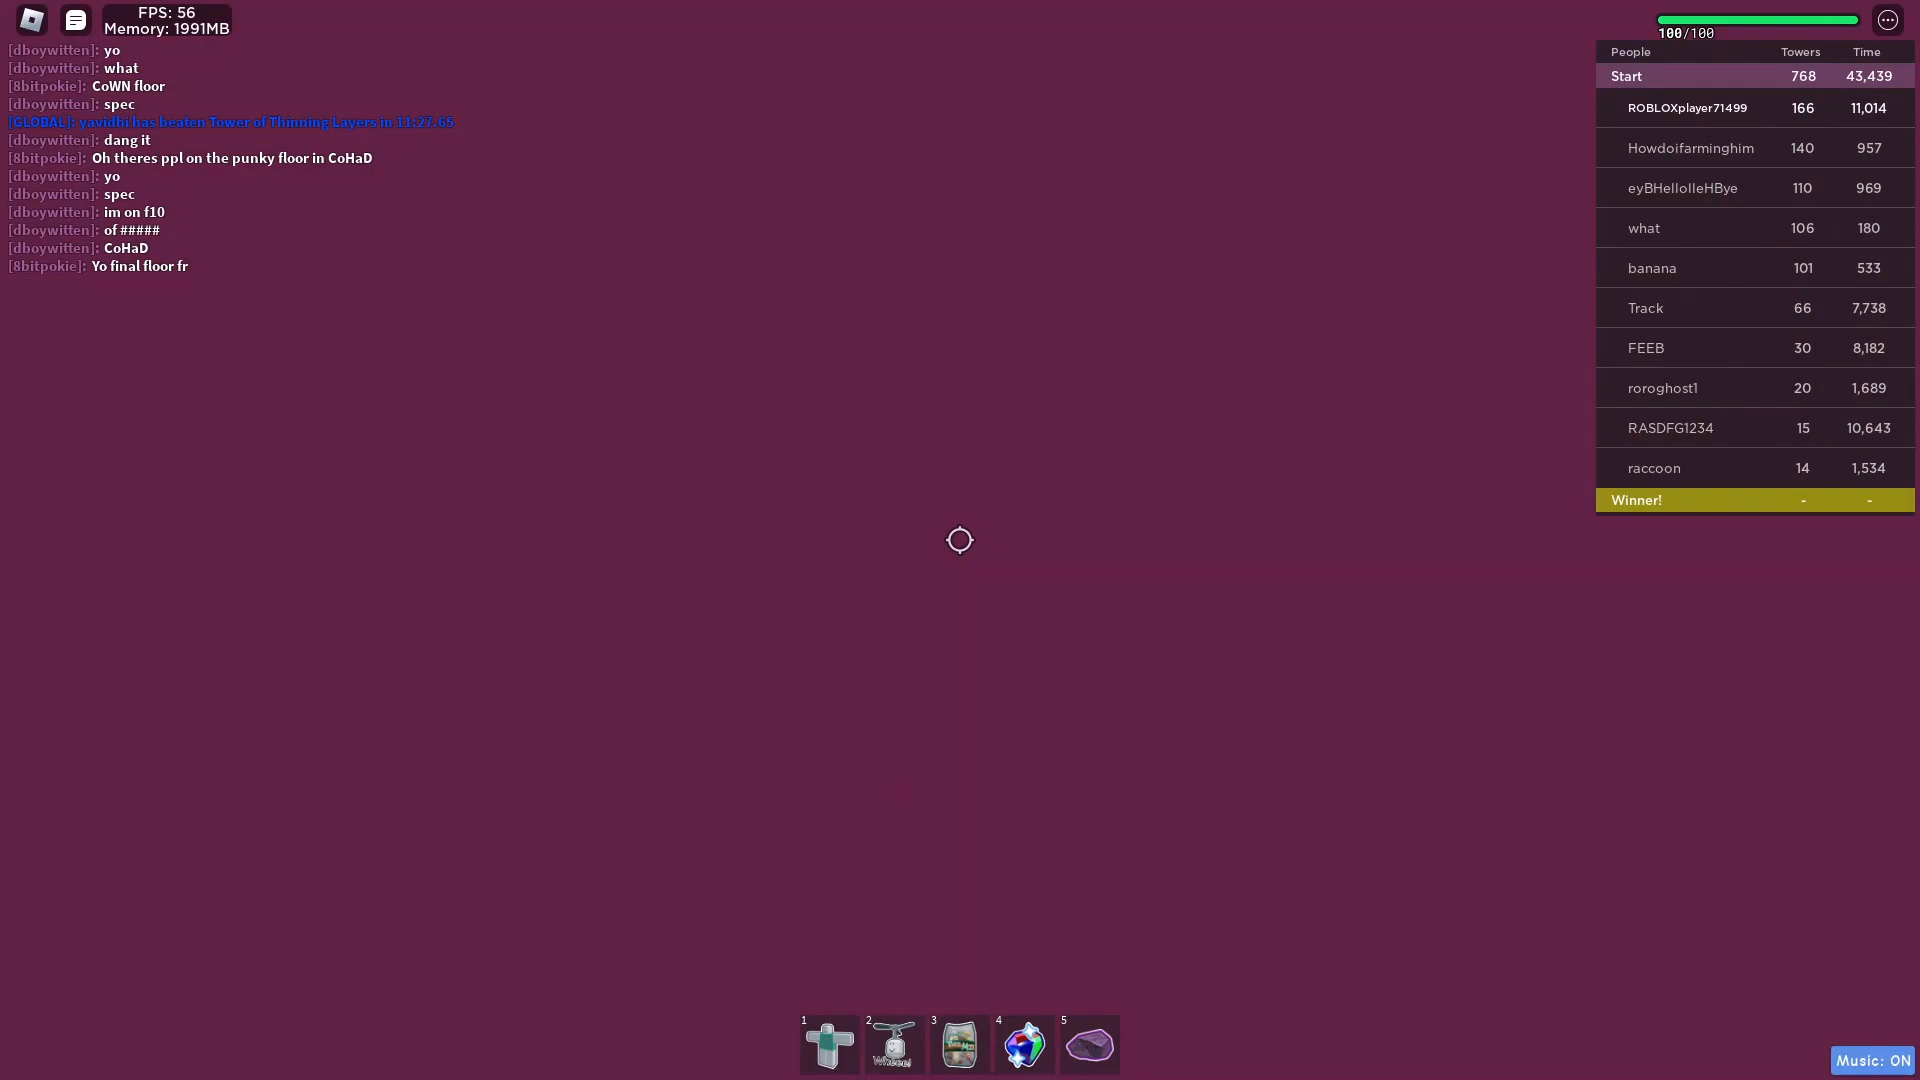 FPS: 56
Memory: 1991MB
[dboywitten]: yo
[dboywitten]: what
[8bitpokie]: CoWN floor
[dboywitten]: spec
[GLOBAL]: yavidhi has beaten Tower of Thinning Layers in 11:27.65
[dboywitten]: dang it
[8bitpokie]: Oh theres ppl on the punky floor in CoHaD
[dboywitten]: yo
[dboywitten]: spec
[dboywitten]: im on f10
[dboywitten]: of #####
[dboywitten]: CoHaD
[8bitpokie]: Yo final floor fr
100/100
People Towers Time
Start 768 43,439
ROBLOXplayer71499 166 11,014
Howdoifarminghim 140 957
eyBHellolleHBye 110 969
what 106 180
banana 101 533
Track 66 7,738
FEEB 30 8,182
roroghost1 20 1,689
RASDFG1234 15 10,643
raccoon 14 1,534
Winner! - -
1 2 3 4 5
Wheee!
Music: ON